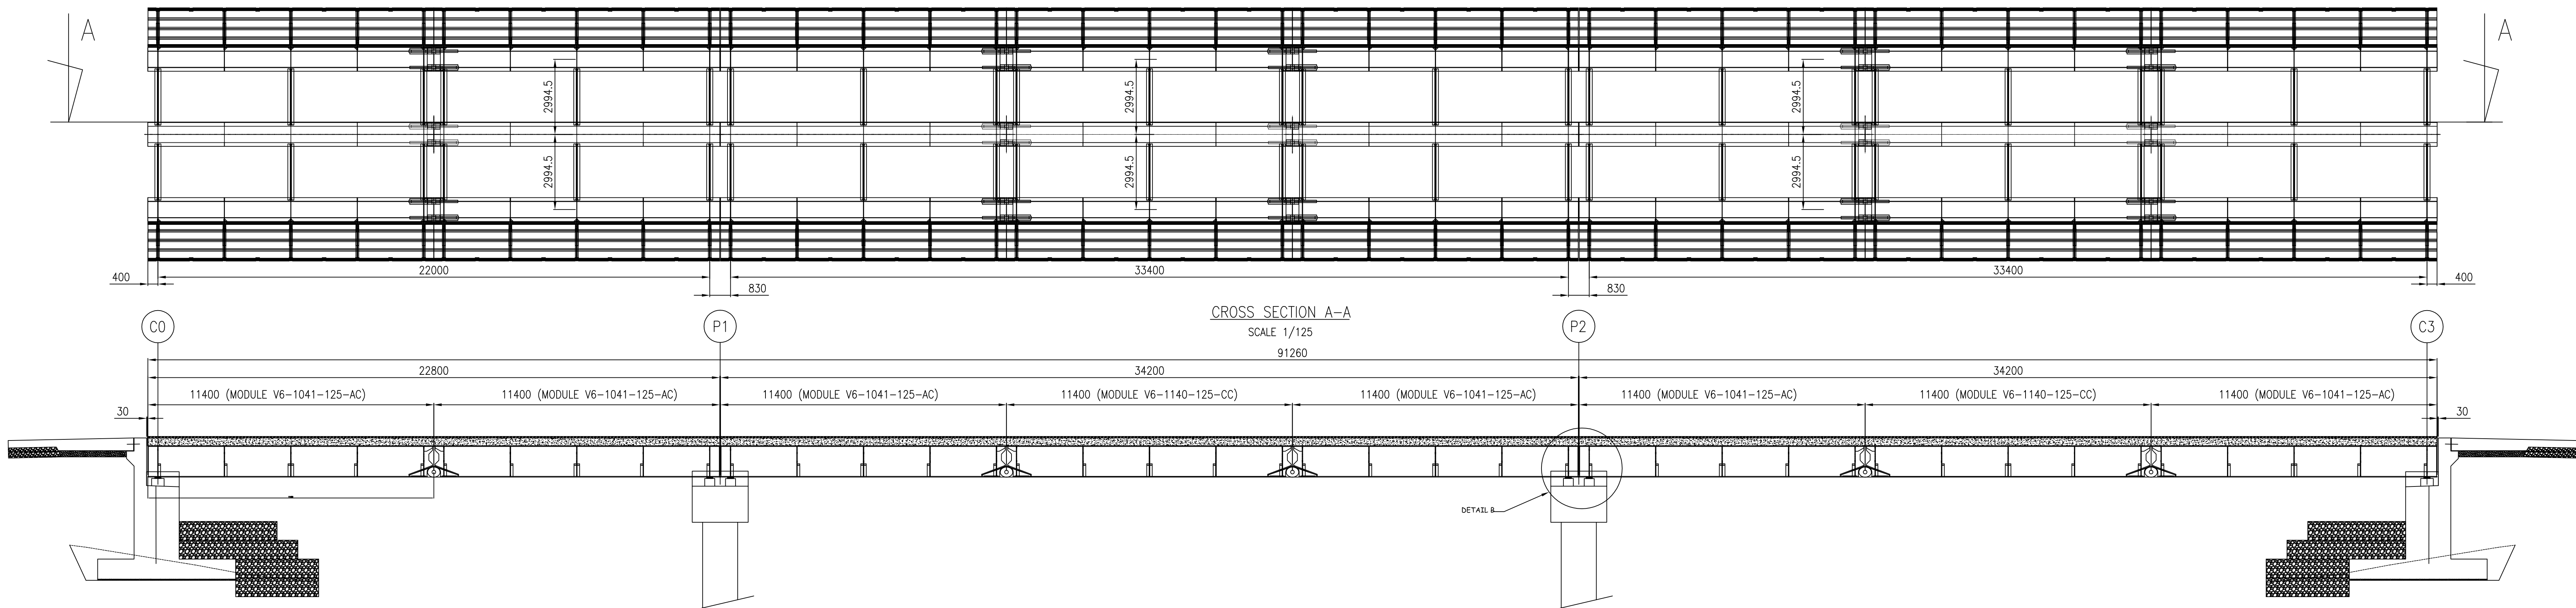 A
A
2994.5
2994.5
2994.5
2994.5
2994.5
2994.5
400
22000
33400
33400
400
830
830
CROSS SECTION A-A
SCALE 1/125
C0
P1
P2
C3
91260
22800
34200
34200
11400 (MODULE V6-1041-125-AC)
11400 (MODULE V6-1041-125-AC)
11400 (MODULE V6-1041-125-AC)
11400 (MODULE V6-1140-125-CC)
11400 (MODULE V6-1041-125-AC)
11400 (MODULE V6-1041-125-AC)
11400 (MODULE V6-1140-125-CC)
11400 (MODULE V6-1041-125-AC)
30
30
DETAIL B